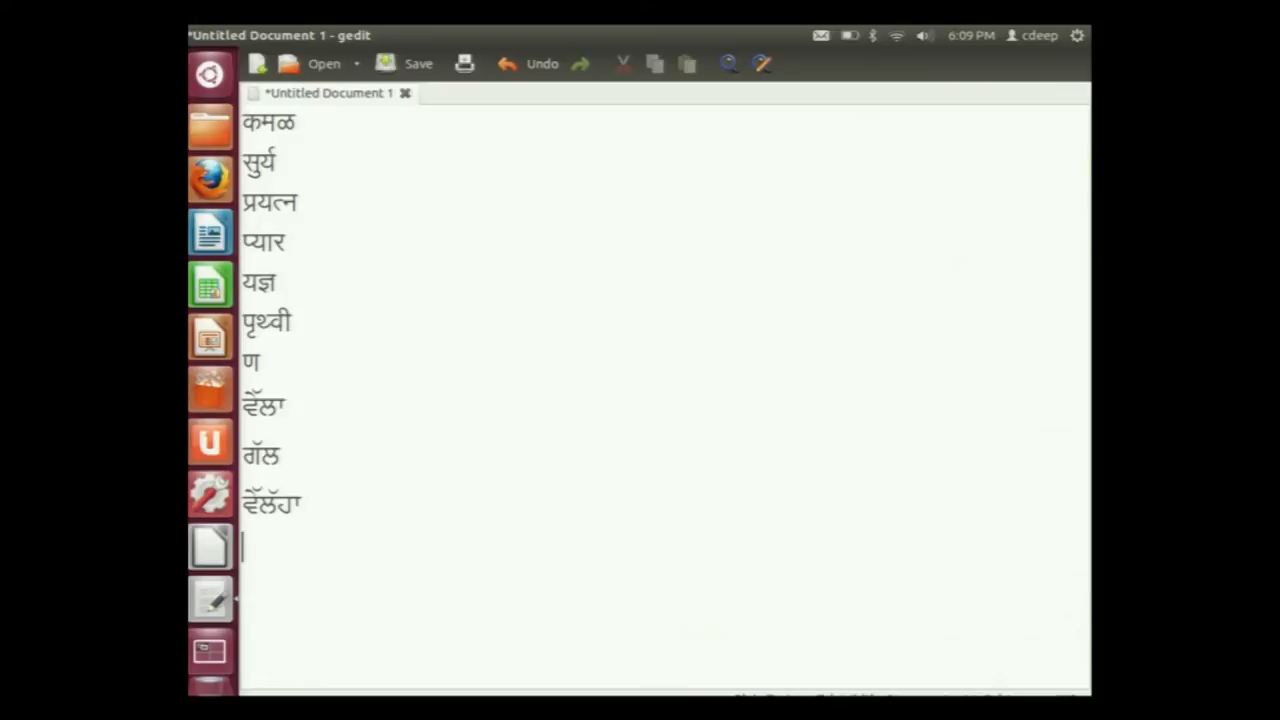 *Untitled Document 1 - gedit
6:09 PM cdeep
Open Save Undo
*Untitled Document 1
कमळ
सुर्य
प्रयत्न
प्यार
यज्ञ
पृथ्वी
ण
ਵੇੱਲਾ
ਗੱਲ
ਵੇੱਲੱਹਾ